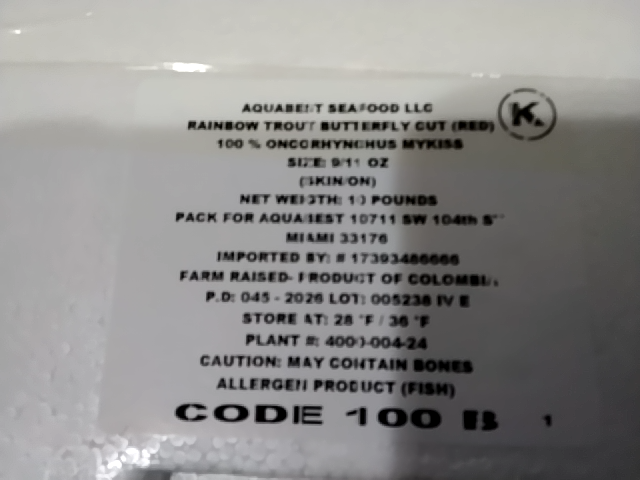 AQUABEST SEAFOOD LLC
K.
RAINBOW TROUT BUTTERFLY CUT (RED)
100 % ONCORHYNCHUS MYKISS
SIZE: 9/11 OZ
(SKIN/ON)
NET WEIGTH: 10 POUNDS
PACK FOR AQUABEST 10711 SW 104th ST
MIAMI 33176
IMPORTED BY: # 17393486666
FARM RAISED- PRODUCT OF COLOMBIA
P.D: 045 - 2026 LOT: 005238 IV E
STORE AT: 28 °F / 36 °F
PLANT #: 4000-004-24
CAUTION: MAY CONTAIN BONES
ALLERGEN PRODUCT (FISH)
CODE 100 B 1